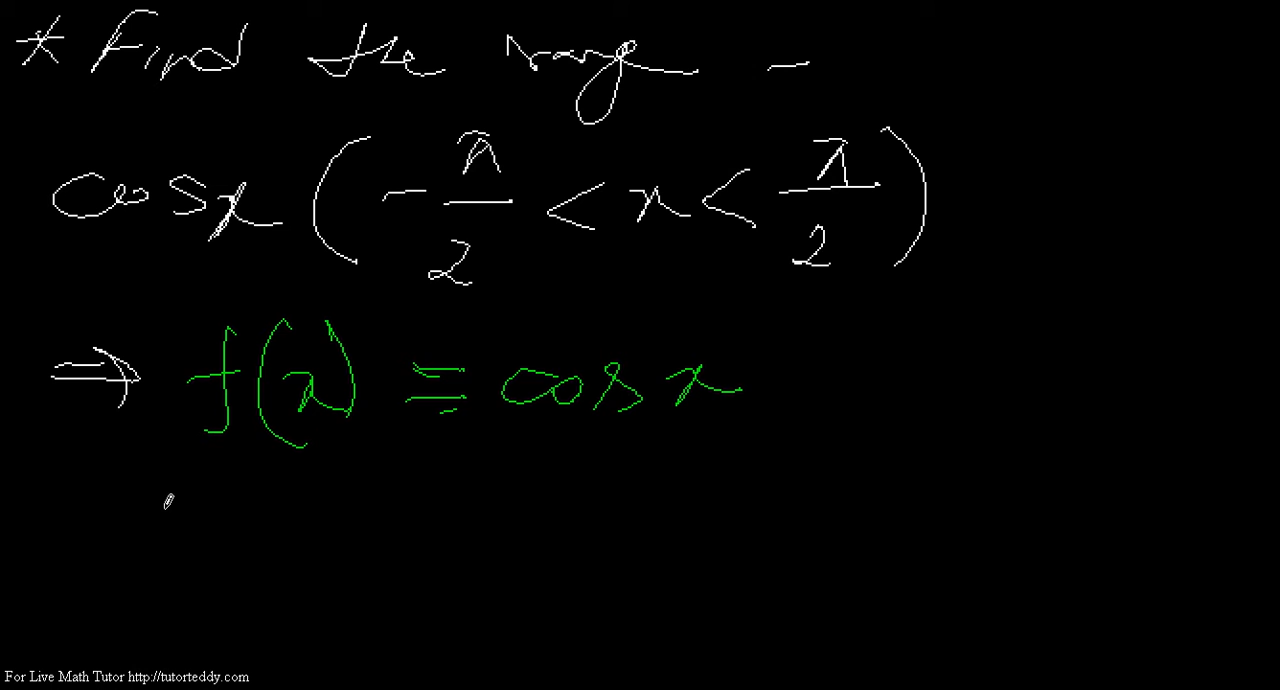 * Find the range –
cos x ( - π/2 < x < π/2 )
⇒ f(x) = cos x
For Live Math Tutor http://tutorteddy.com